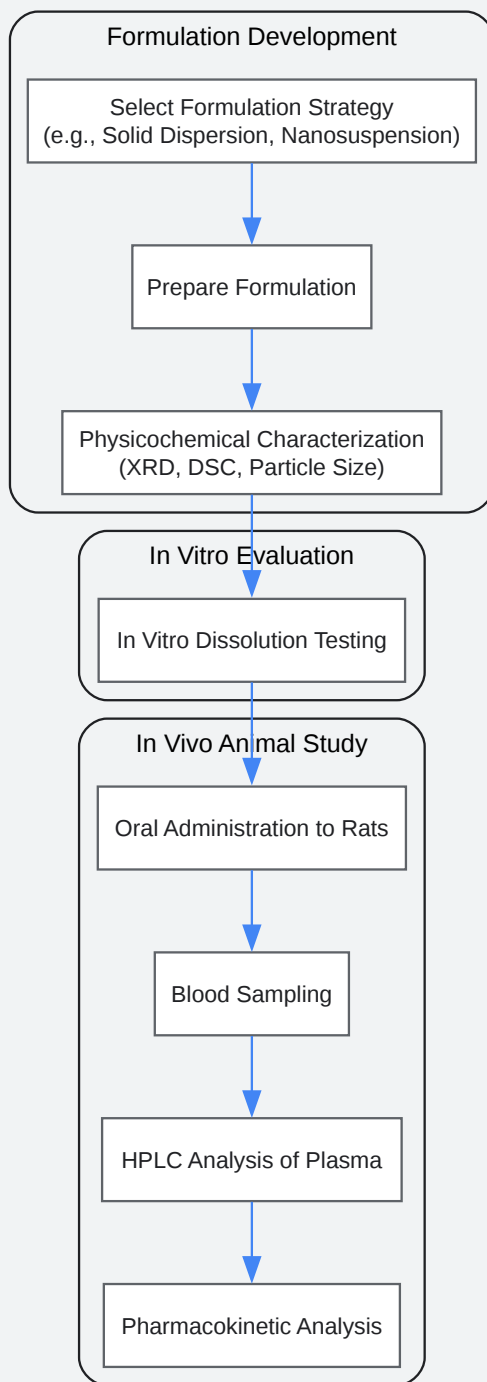 Formulation Development
Select Formulation Strategy
(e.g., Solid Dispersion, Nanosuspension)
Prepare Formulation
Physicochemical Characterization
(XRD, DSC, Particle Size)
In Vitro Evaluation
In Vitro Dissolution Testing
In Vivo Animal Study
Oral Administration to Rats
Blood Sampling
HPLC Analysis of Plasma
Pharmacokinetic Analysis